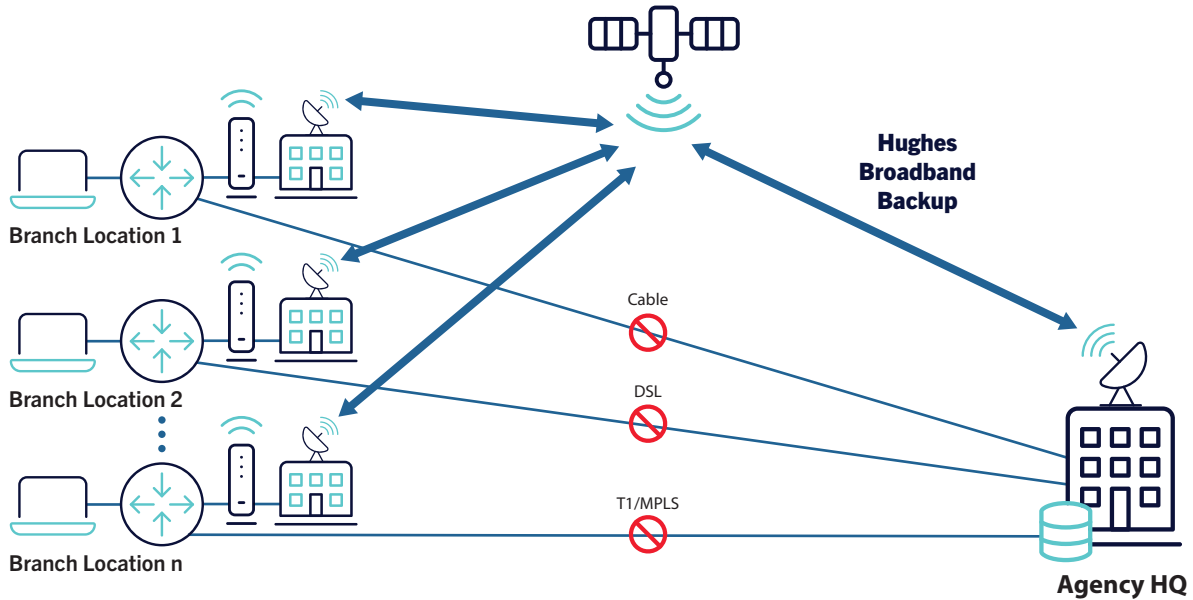 Hughes
Broadband
Backup
Branch Location 1
Cable
Branch Location 2
DSL
T1/MPLS
Branch Location n
Agency HQ